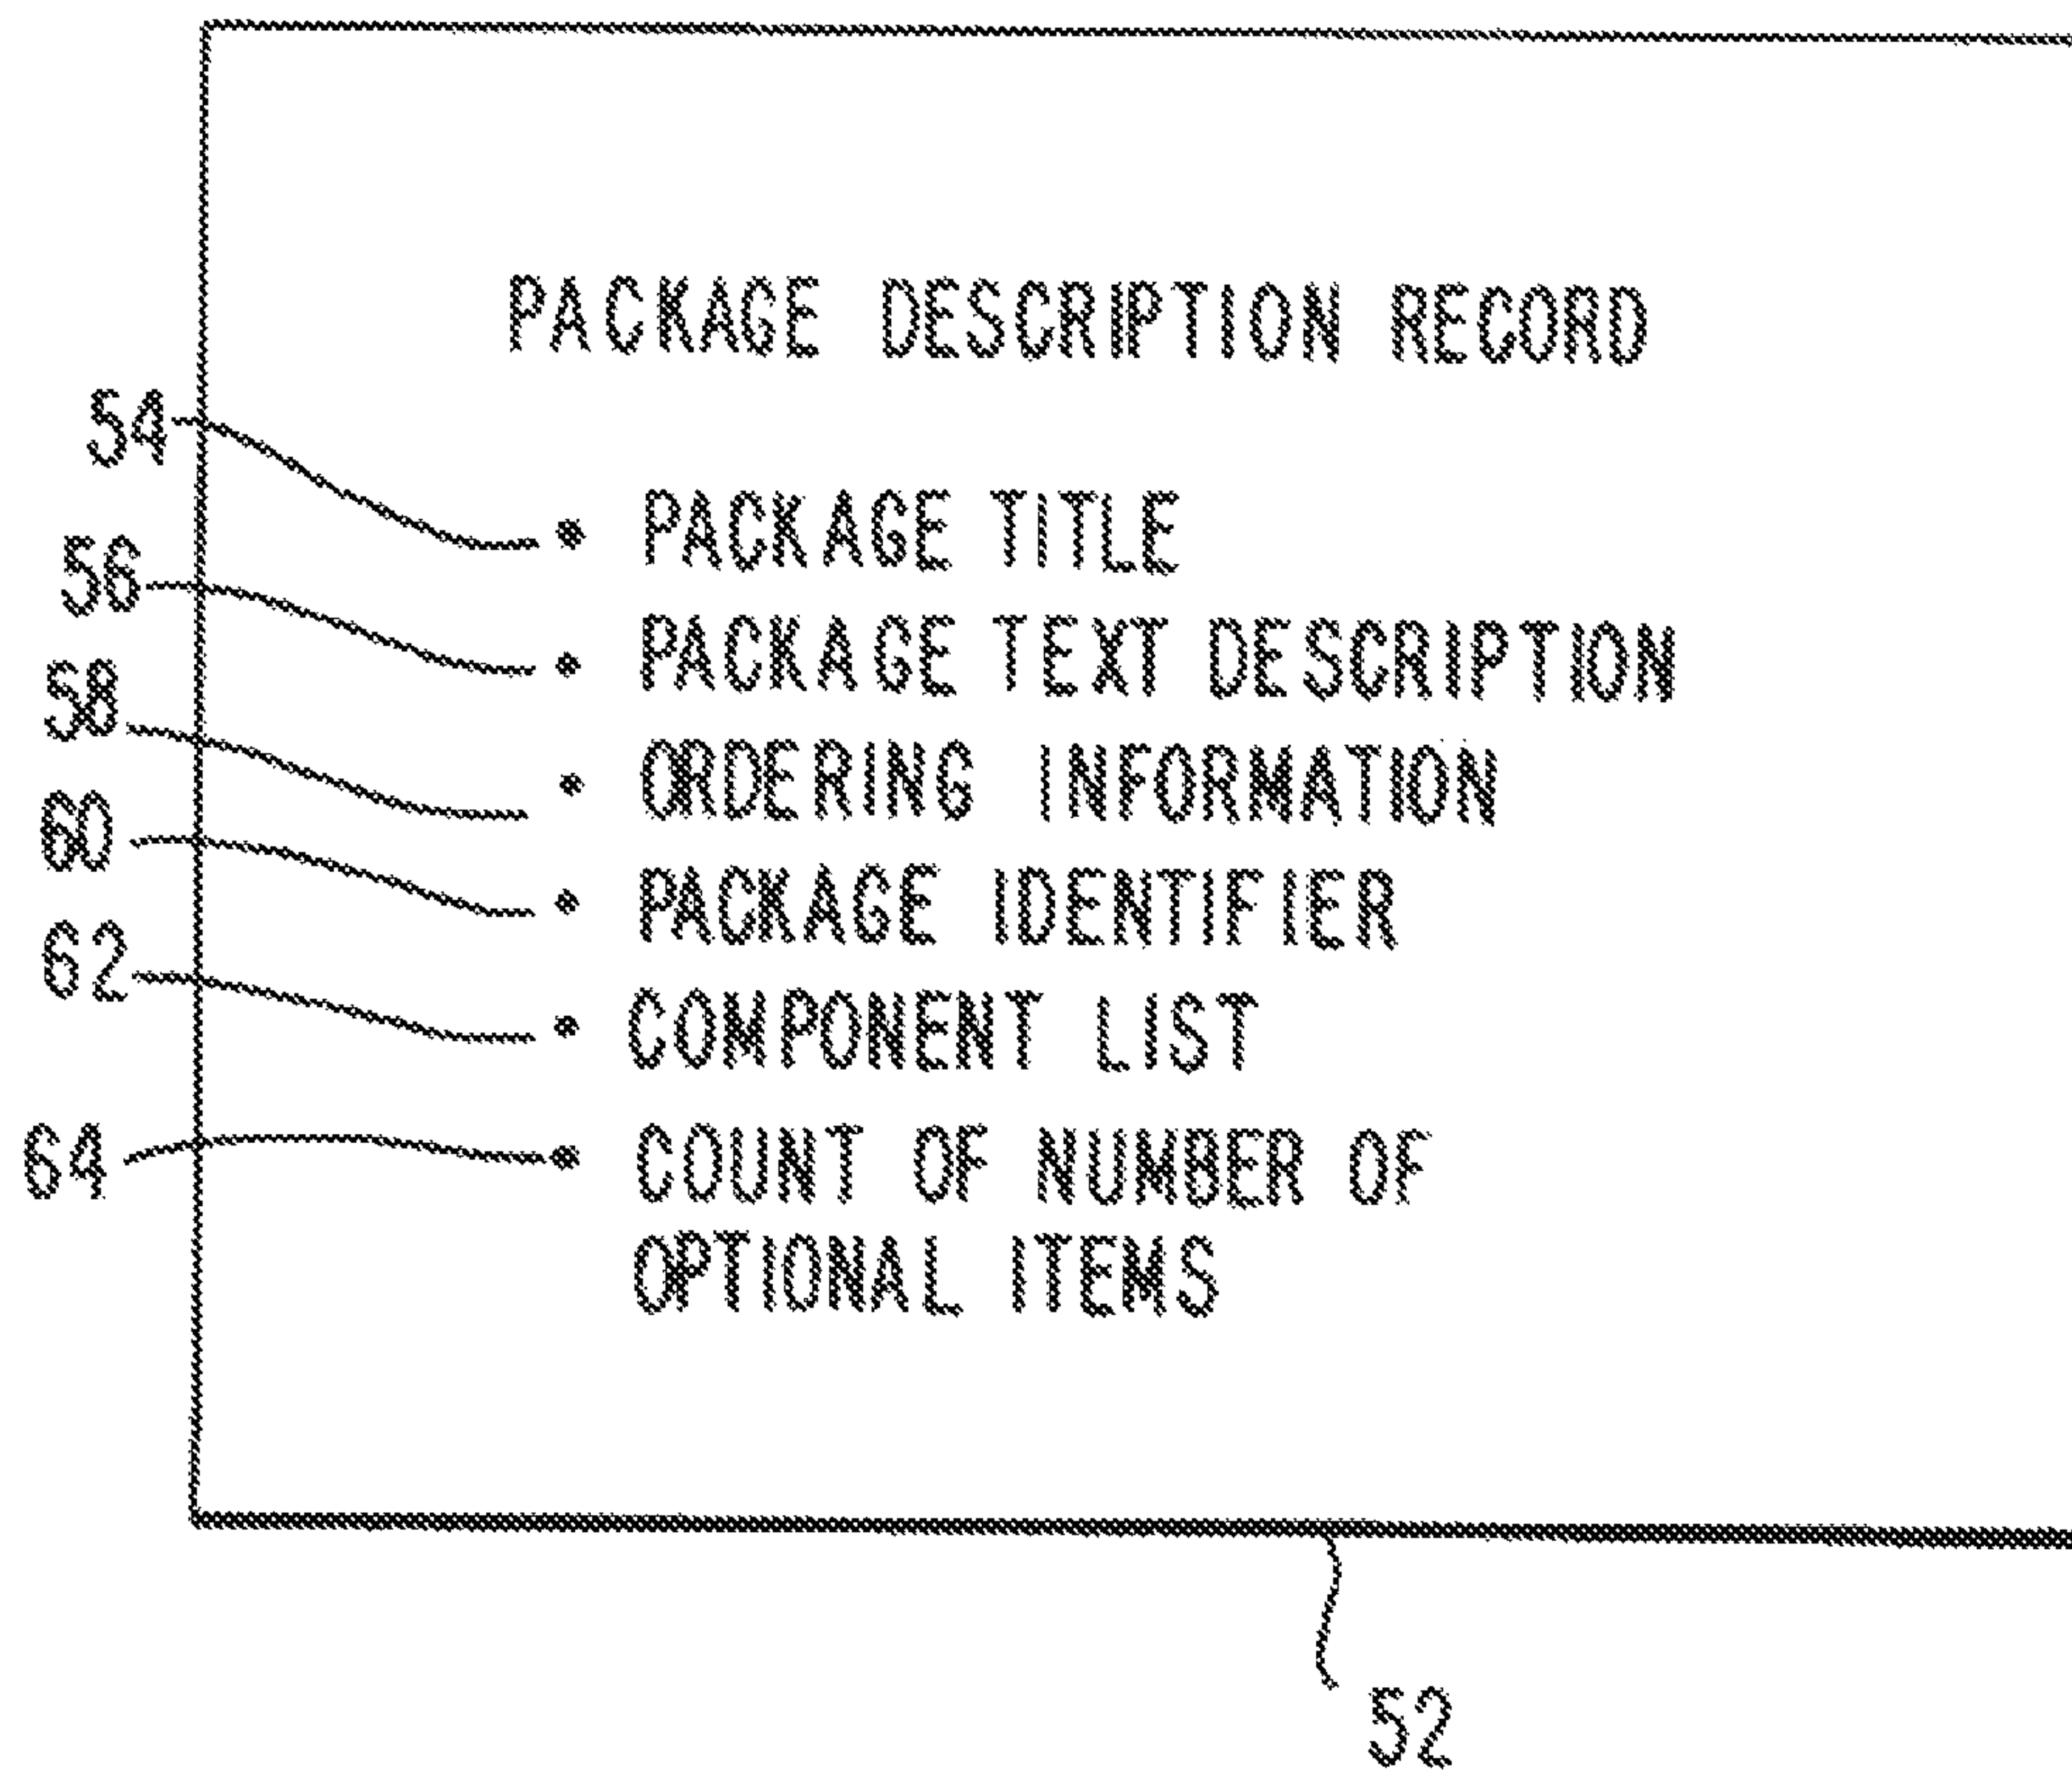 PACKAGE DESCRIPTION RECORD
54
• PACKAGE TITLE
56
• PACKAGE TEXT DESCRIPTION
58
• ORDERING INFORMATION
60
• PACKAGE IDENTIFIER
62
• COMPONENT LIST
64
• COUNT OF NUMBER OF
OPTIONAL ITEMS
52